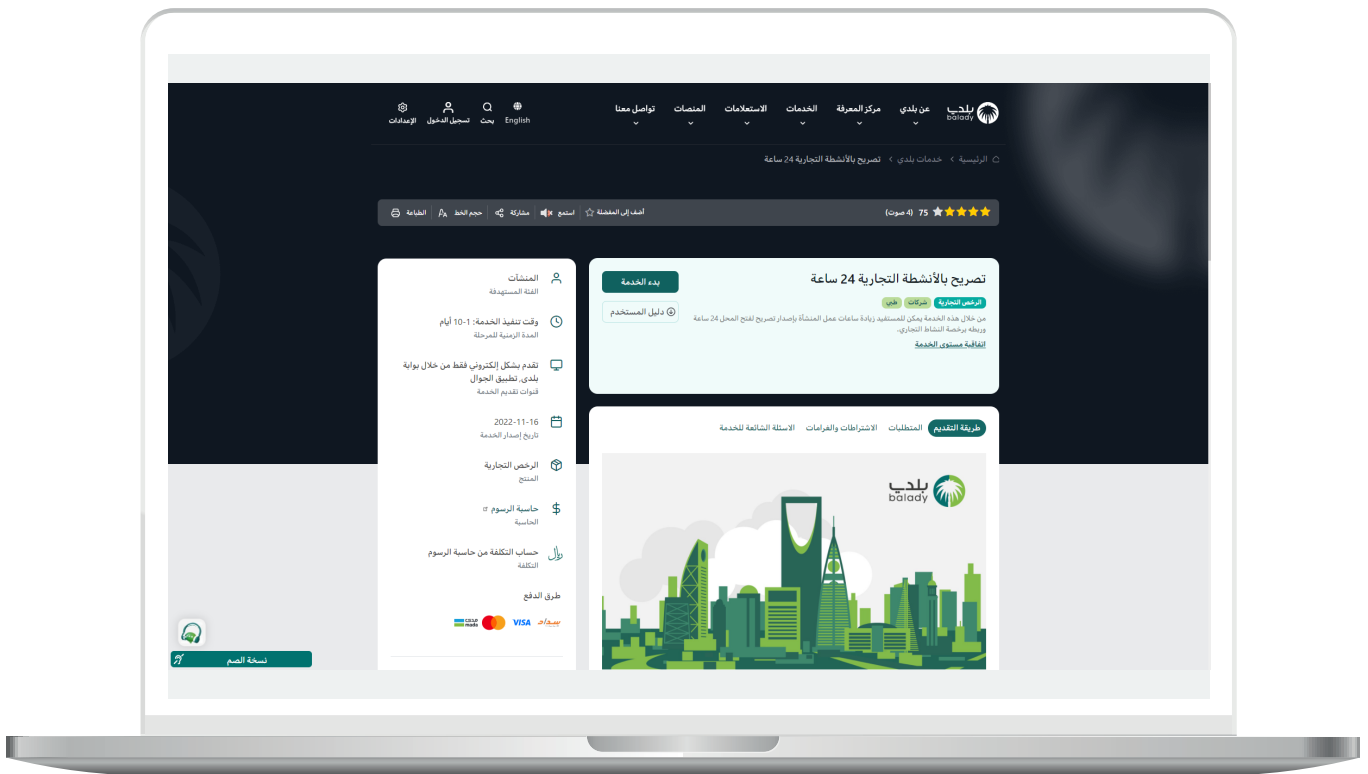 بلدي
balady
عن بلدي
مركز المعرفة
الخدمات
الاستعلامات
المنصات
تواصل معنا
English
بحث
تسجيل الدخول
الإعدادات
الرئيسية > خدمات بلدي > تصريح بالأنشطة التجارية 24 ساعة
75 (4 صوت)
أضف إلى المفضلة
استمع
مشاركة
حجم الخط
الطباعة
تصريح بالأنشطة التجارية 24 ساعة
بدء الخدمة
الرخص التجارية شركات طبي
دليل المستخدم
من خلال هذه الخدمة يمكن للمستفيد زيادة ساعات عمل المنشأة بإصدار تصريح لفتح المحل 24 ساعة
وربطه برخصة النشاط التجاري.
اتفاقية مستوى الخدمة
طريقة التقديم
المتطلبات
الاشتراطات والغرامات
الاسئلة الشائعة للخدمة
بلدي
balady
المنشآت
الفئة المستهدفة
وقت تنفيذ الخدمة: 1-10 أيام
المدة الزمنية للمرحلة
تقدم بشكل إلكتروني فقط من خلال بوابة
بلدي, تطبيق الجوال
قنوات تقديم الخدمة
2022-11-16
تاريخ إصدار الخدمة
الرخص التجارية
المنتج
حاسبة الرسوم
الحاسبة
ريال
حساب التكلفة من حاسبة الرسوم
التكلفة
طرق الدفع
سداد
VISA
مدى
mada
نسخة الصم